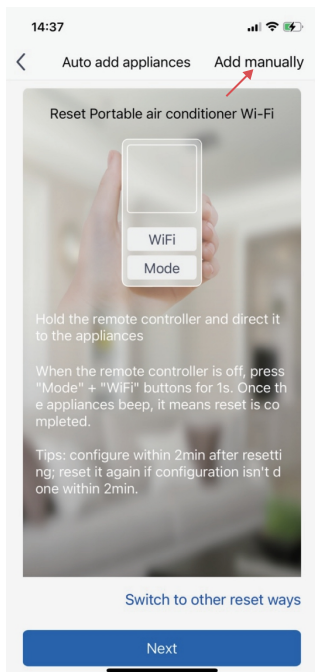 14:37
Auto add appliances Add manually
Reset Portable air conditioner Wi-Fi
WiFi
Mode
Hold the remote controller and direct it
to the appliances
When the remote controller is off, press
"Mode" + "WiFi" buttons for 1s. Once th
e appliances beep, it means reset is co
mpleted.
Tips: configure within 2min after resetti
ng; reset it again if configuration isn't d
one within 2min.
Switch to other reset ways
Next